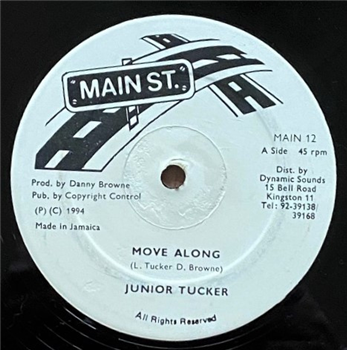 MAIN ST.
MAIN 12
A Side 45 rpm
Prod. by Danny Browne
Pub, by Copyright Control
(P) (C) 1994
Made in Jamaica
Dist. by
Dynamic Sounds
15 Bell Road
Kingston 11
Tel: 92-39138/
39168
MOVE ALONG
(L. Tucker D, Browne)
JUNIOR TUCKER
All Rights Reserved